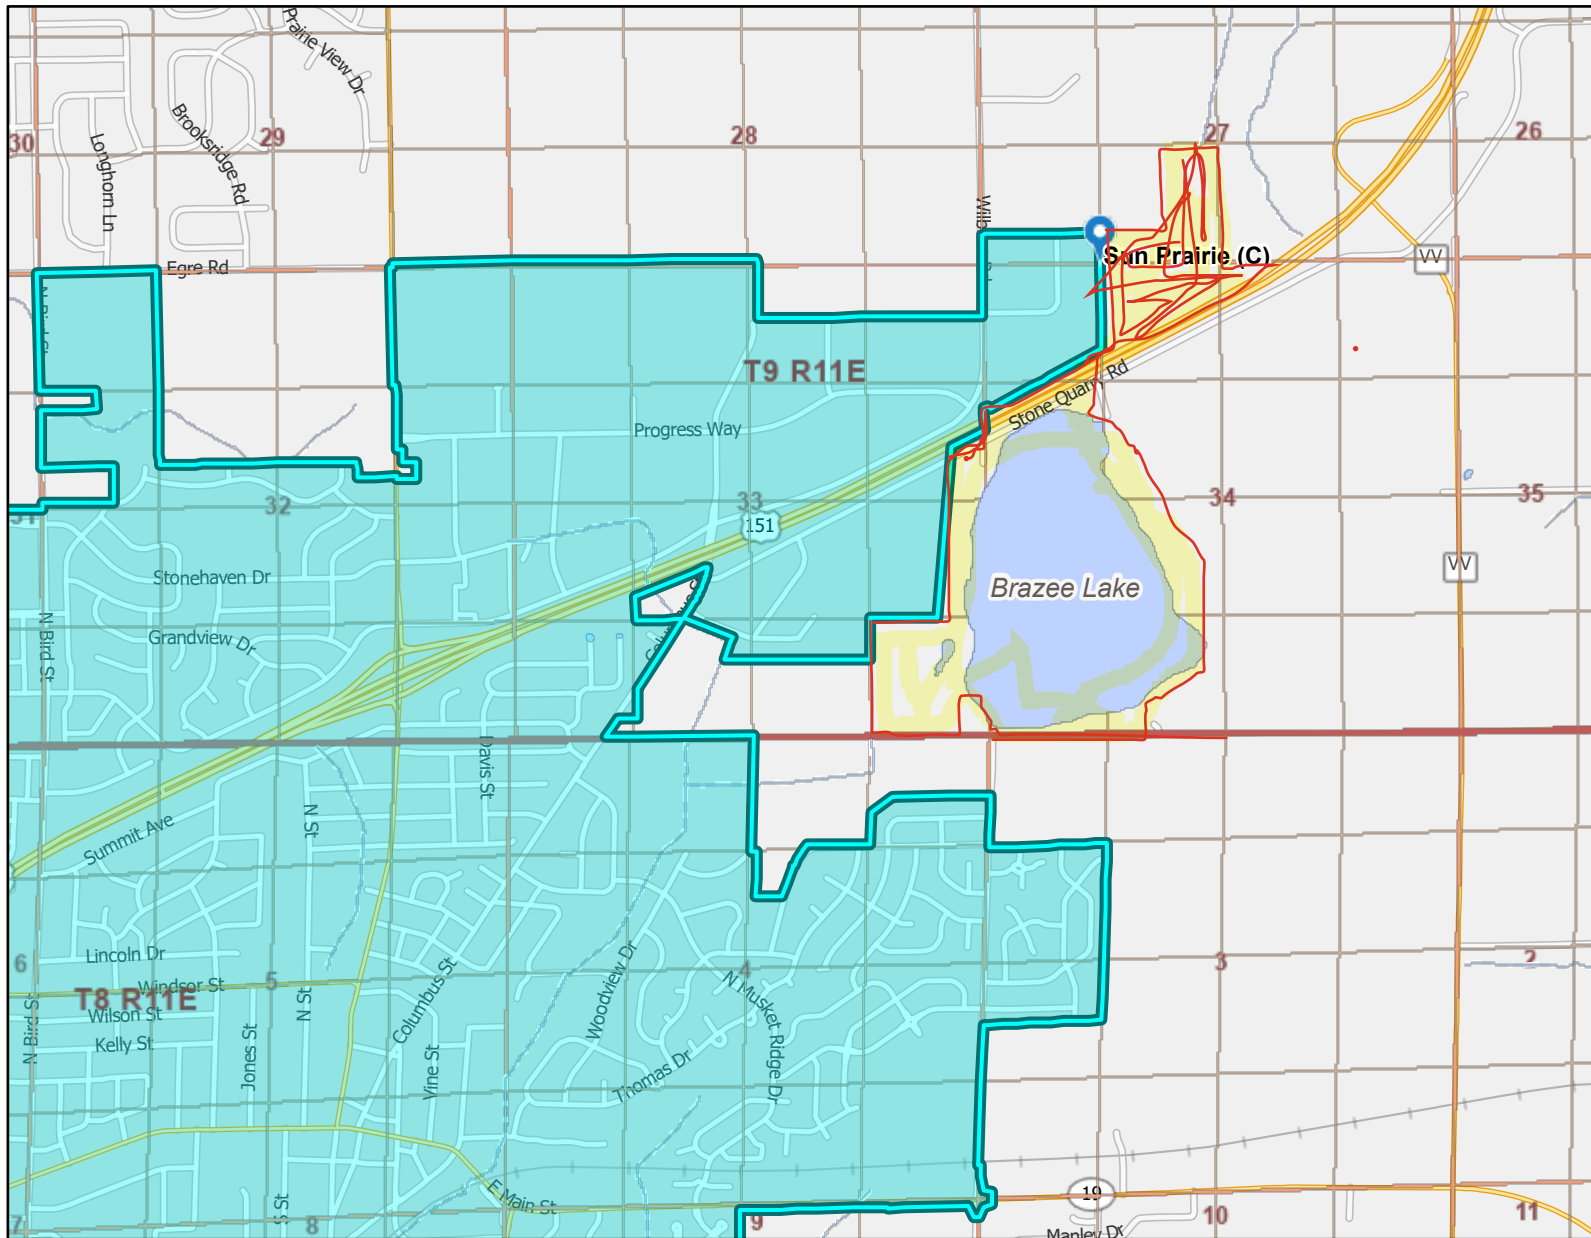 Prairie View Dr
30
29
28
27
26
Longhorn Ln
Brooksridge Rd
Wilb
Egre Rd
Sun Prairie (C)
VV
N Bird St
T9 R11E
Stone Quarry Rd
Progress Way
31
32
33
34
35
151
Stonehaven Dr
VV
Brazee Lake
N Bird St
Grandview Dr
Davis St
N St
Summit Ave
Lincoln Dr
6
5
4
3
2
Windsor St
T8 R11E
Wilson St
Kelly St
N St
Columbus St
Woodview Dr
N Musket Ridge Dr
Jones St
Vine St
Thomas Dr
E Main St
S St
19
7
8
9
10
11
Manley Dr